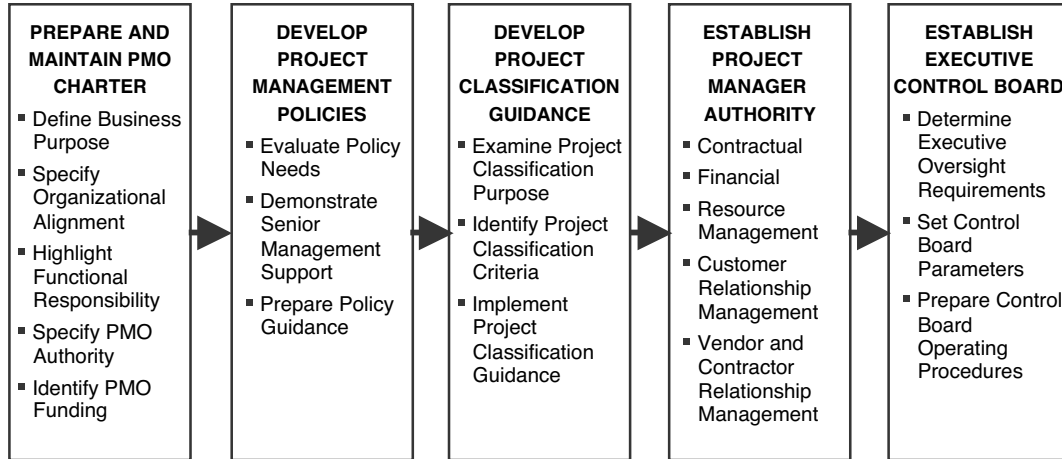 PREPARE AND
MAINTAIN PMO
CHARTER
▪ Define Business
Purpose
▪ Specify
Organizational
Alignment
▪ Highlight
Functional
Responsibility
▪ Specify PMO
Authority
▪ Identify PMO
Funding
DEVELOP
PROJECT
MANAGEMENT
POLICIES
▪ Evaluate Policy
Needs
▪ Demonstrate
Senior
Management
Support
▪ Prepare Policy
Guidance
DEVELOP
PROJECT
CLASSIFICATION
GUIDANCE
▪ Examine Project
Classification
Purpose
▪ Identify Project
Classification
Criteria
▪ Implement
Project
Classification
Guidance
ESTABLISH
PROJECT
MANAGER
AUTHORITY
▪ Contractual
▪ Financial
▪ Resource
Management
▪ Customer
Relationship
Management
▪ Vendor and
Contractor
Relationship
Management
ESTABLISH
EXECUTIVE
CONTROL BOARD
▪ Determine
Executive
Oversight
Requirements
▪ Set Control
Board
Parameters
▪ Prepare Control
Board
Operating
Procedures